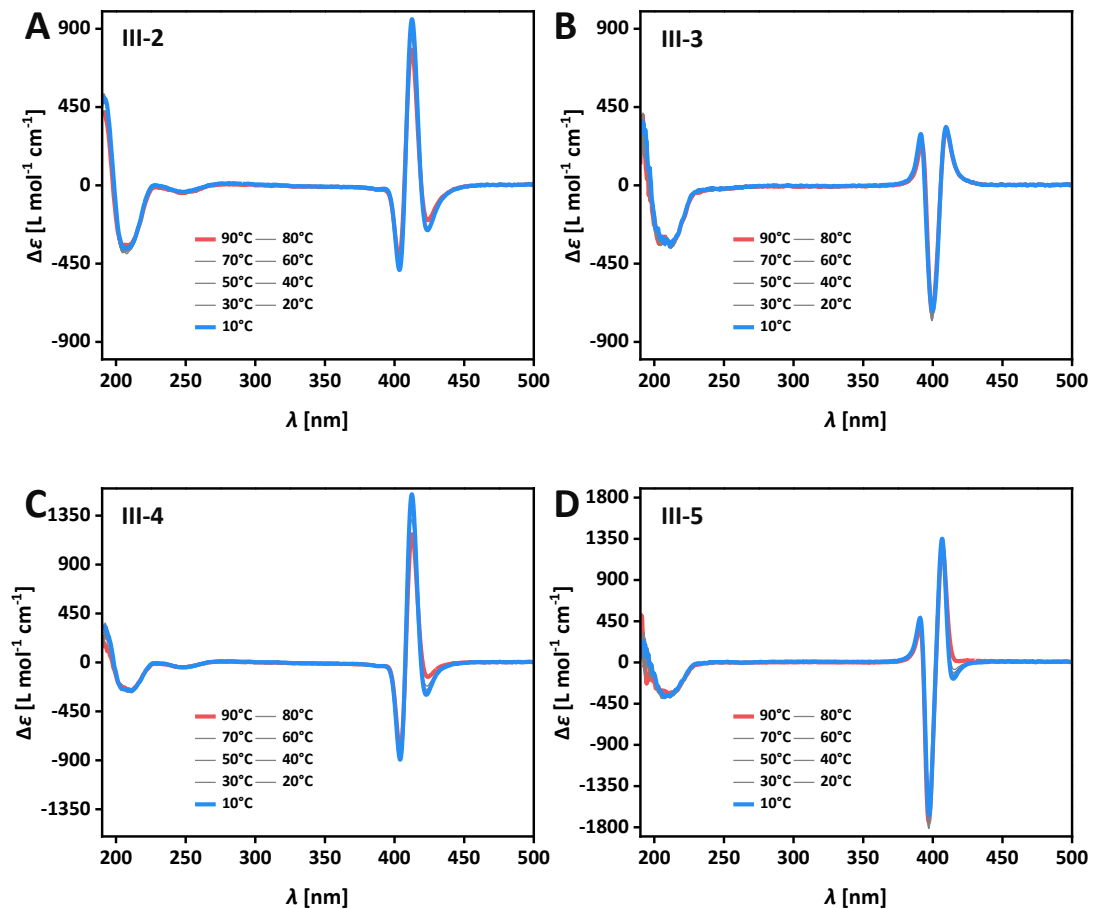 A
III-2
900
450
0
-450
-900
Δε [L mol⁻¹ cm⁻¹]
90°C 80°C
70°C 60°C
50°C 40°C
30°C 20°C
10°C
200 250 300 350 400 450 500
λ [nm]
B
III-3
900
450
0
-450
-900
Δε [L mol⁻¹ cm⁻¹]
90°C 80°C
70°C 60°C
50°C 40°C
30°C 20°C
10°C
200 250 300 350 400 450 500
λ [nm]
C
III-4
1350
900
450
0
-450
-900
-1350
Δε [L mol⁻¹ cm⁻¹]
90°C 80°C
70°C 60°C
50°C 40°C
30°C 20°C
10°C
200 250 300 350 400 450 500
λ [nm]
D
III-5
1800
1350
900
450
0
-450
-900
-1350
-1800
Δε [L mol⁻¹ cm⁻¹]
90°C 80°C
70°C 60°C
50°C 40°C
30°C 20°C
10°C
200 250 300 350 400 450 500
λ [nm]